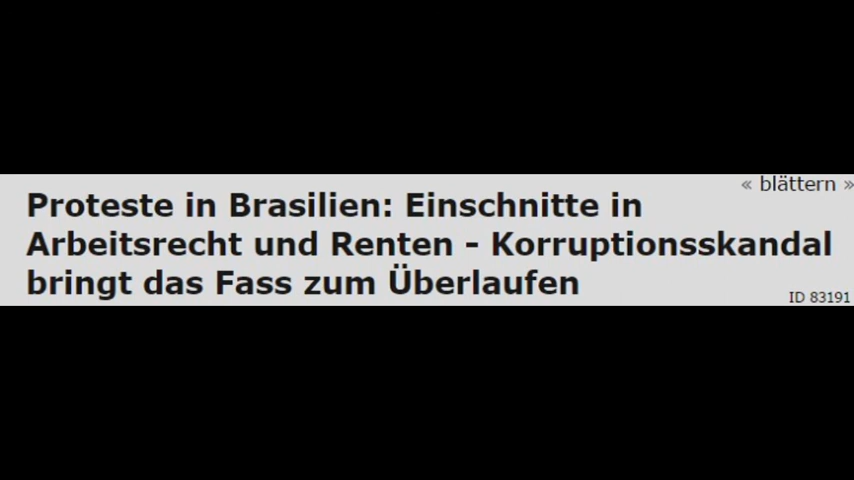 « blättern »
Proteste in Brasilien: Einschnitte in
Arbeitsrecht und Renten - Korruptionsskandal
bringt das Fass zum Überlaufen
ID 83191